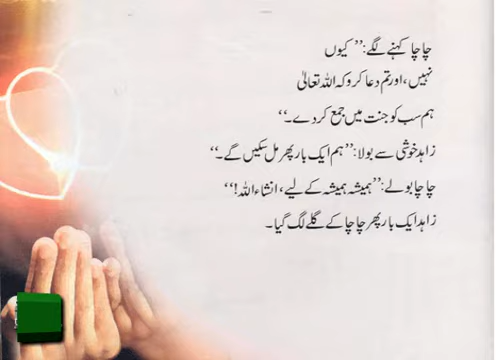 چاچا کہنے لگے: ’’کیوں
نہیں، اور تم دعا کرو کہ اللہ تعالیٰ
ہم سب کو جنت میں جمع کر دے۔‘‘
زاہد خوشی سے بولا: ’’ہم ایک بار پھر مل سکیں گے۔‘‘
چاچا بولے: ’’ہمیشہ ہمیشہ کے لیے، انشاء اللہ!‘‘
زاہد ایک بار پھر چاچا کے گلے لگ گیا۔